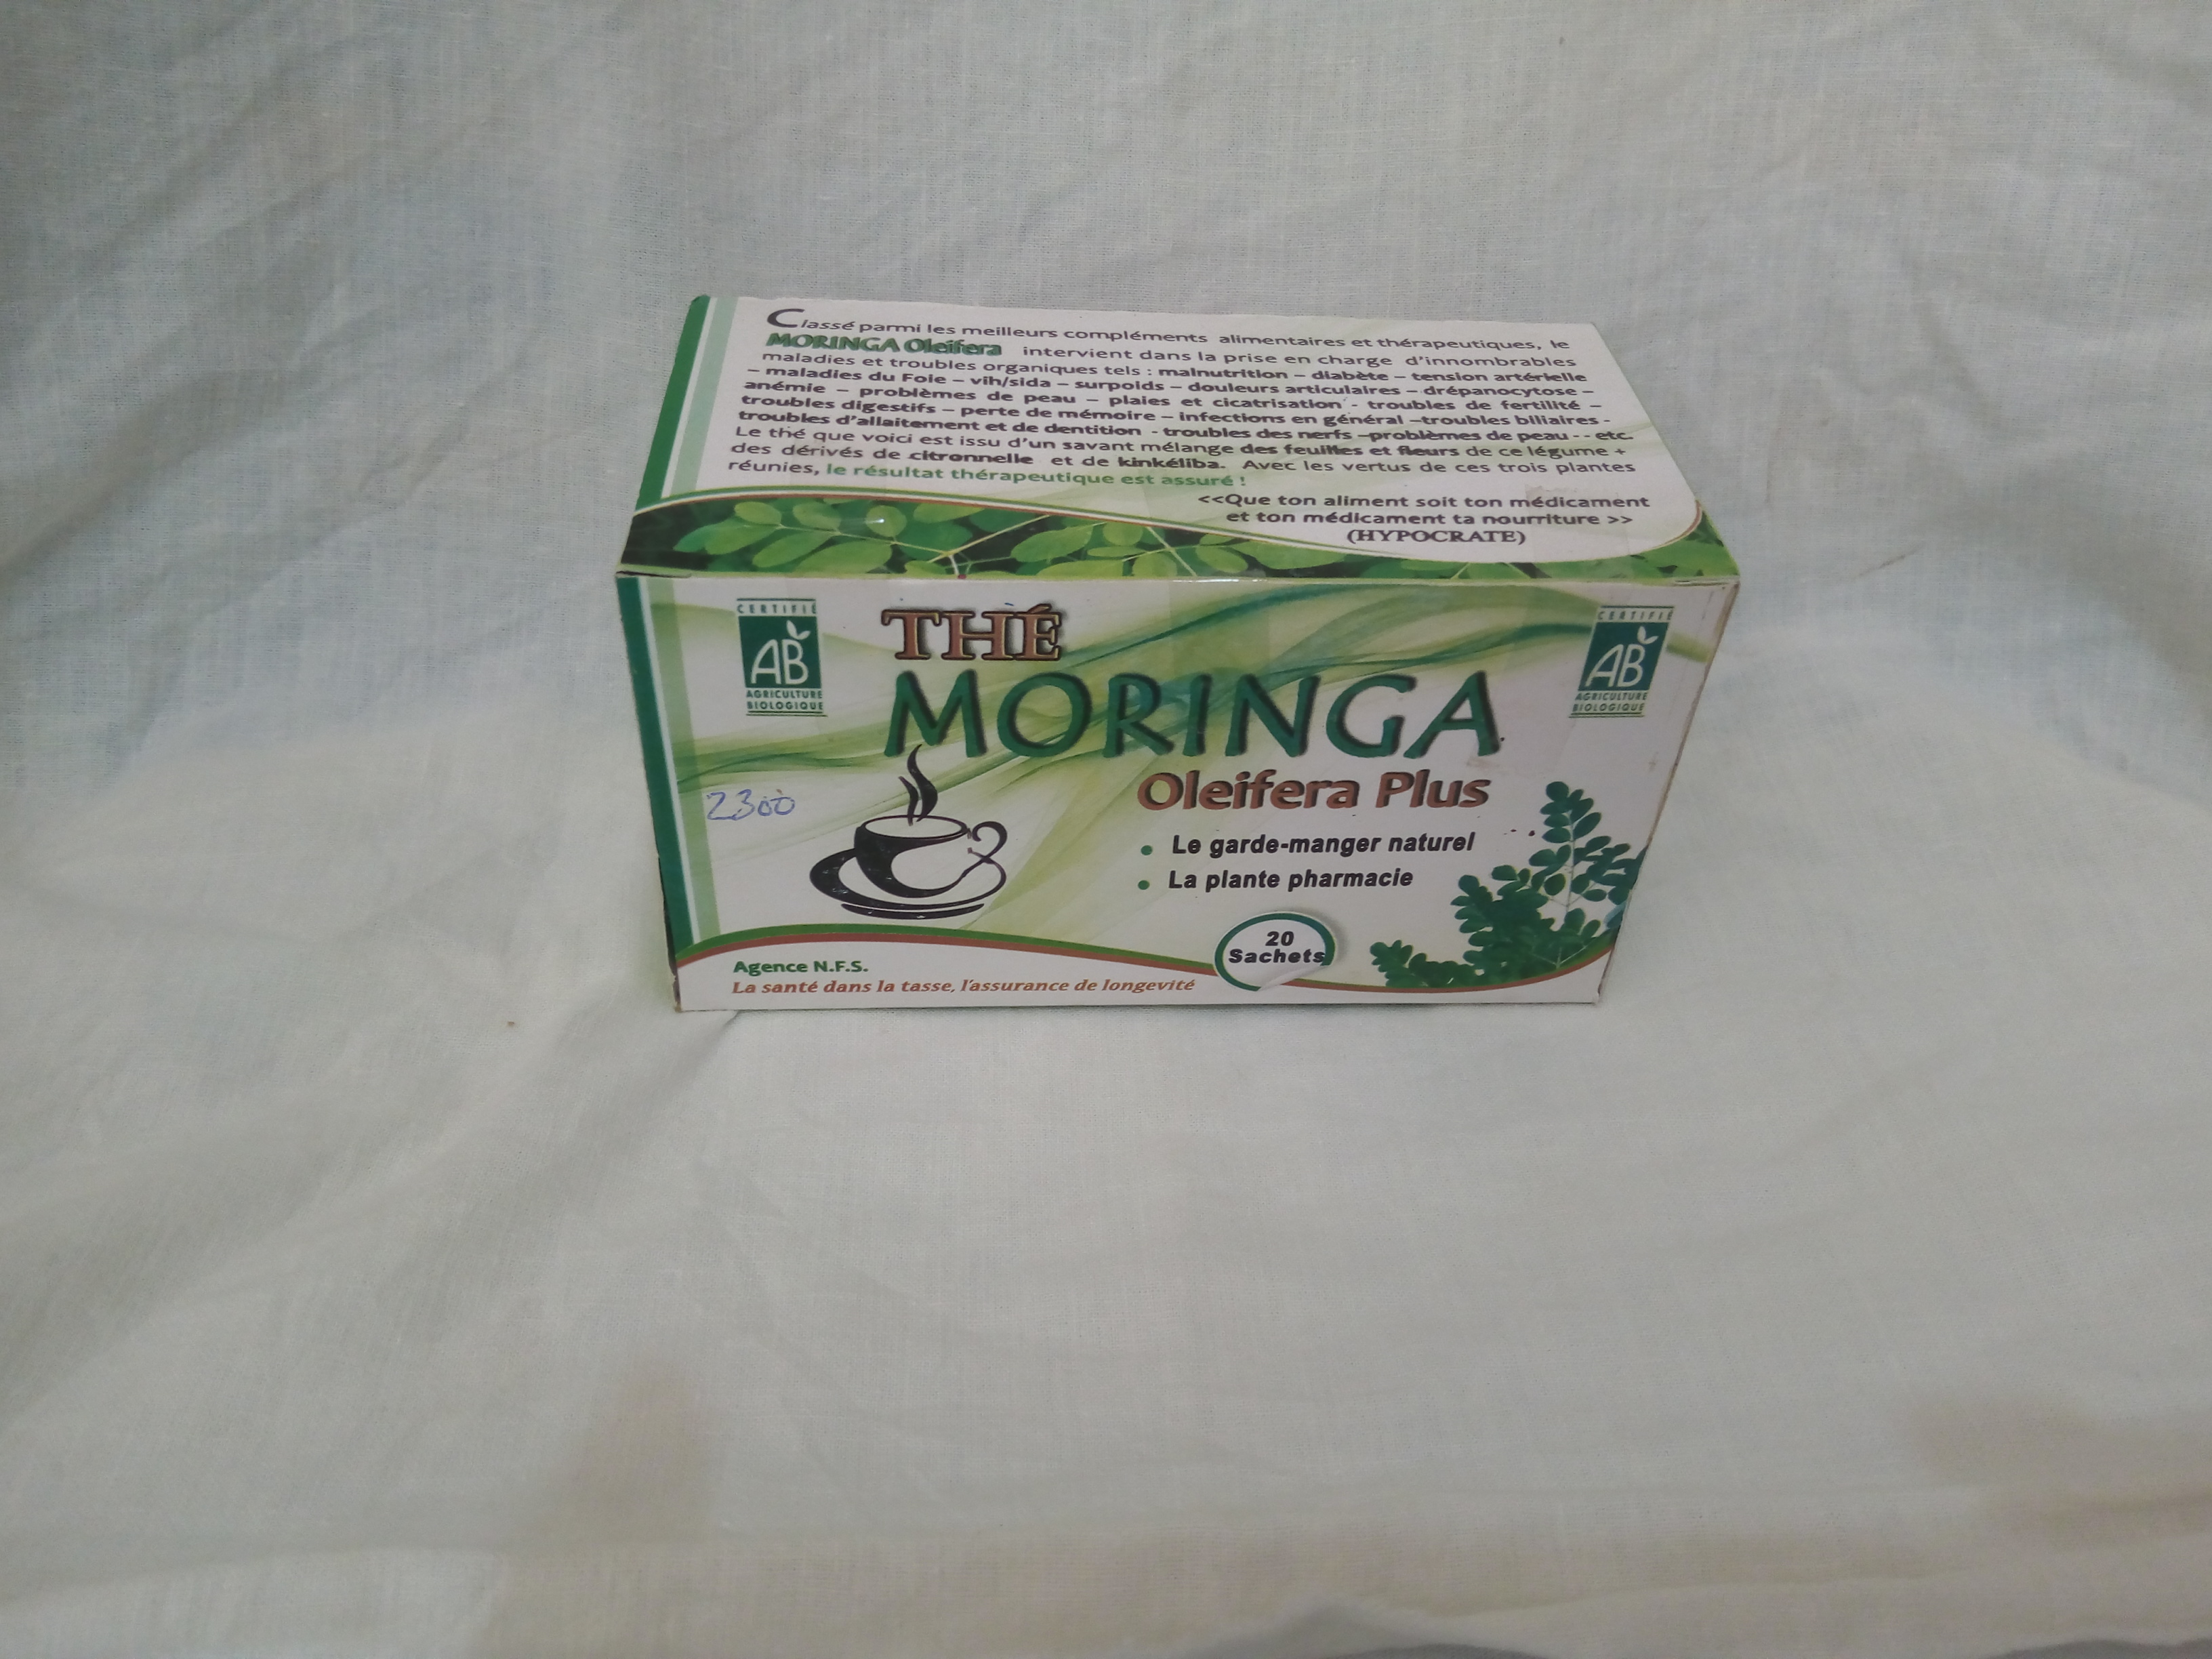 Classé parmi les meilleurs compléments alimentaires et thérapeutiques, le
MORINGA Oleifera intervient dans la prise en charge d'innombrables
maladies et troubles organiques tels : malnutrition – diabète – tension artérielle
– maladies du Foie – vih/sida – surpoids – douleurs articulaires – drépanocytose –
anémie – problèmes de peau – plaies et cicatrisation - troubles de fertilité –
troubles digestifs – perte de mémoire – infections en général –troubles biliaires -
troubles d'allaitement et de dentition - troubles des nerfs –problèmes de peau - - etc.
Le thé que voici est issu d'un savant mélange des feuilles et fleurs de ce légume +
des dérivés de citronnelle et de kinkéliba. Avec les vertus de ces trois plantes
réunies, le résultat thérapeutique est assuré !
<<Que ton aliment soit ton médicament
et ton médicament ta nourriture >>
(HYPOCRATE)
CERTIFIÉ
AB
AGRICULTURE
BIOLOGIQUE
THÉ
MORINGA
Oleifera Plus
CERTIFIÉ
AB
AGRICULTURE
BIOLOGIQUE
2300
• Le garde-manger naturel
• La plante pharmacie
20
Sachets
Agence N.F.S.
La santé dans la tasse, l'assurance de longevité